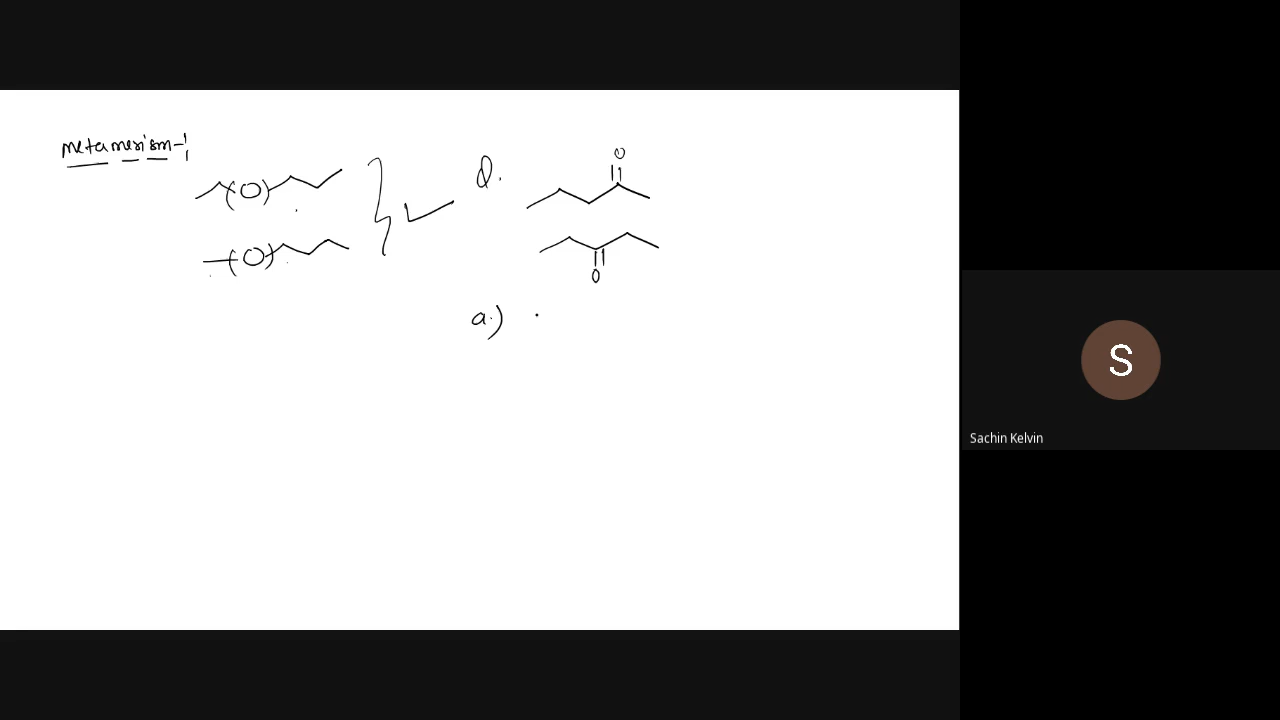 metamerism-!
(O)
(O)
Q.
O
O
a.)
S
Sachin Kelvin